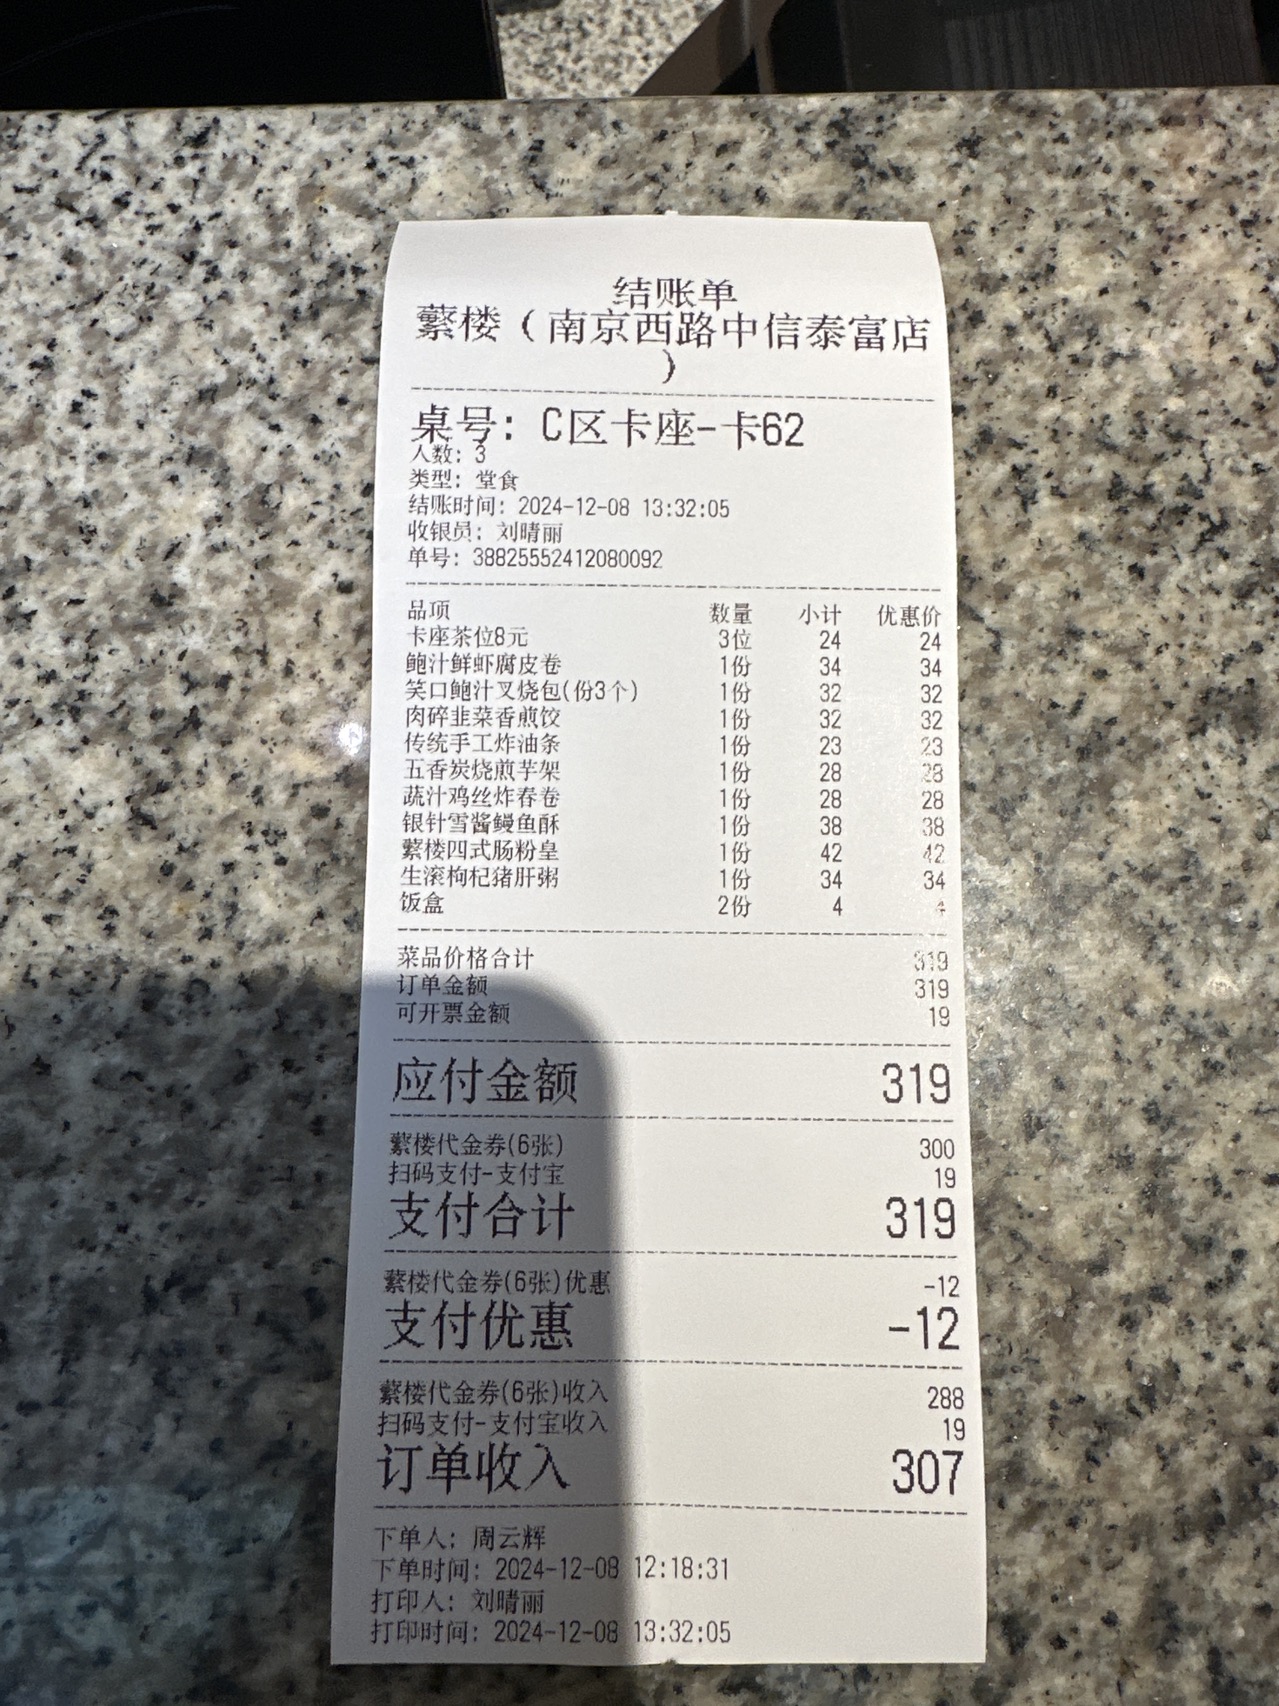 结账单
蘩楼（南京西路中信泰富店
）
桌号：C区卡座-卡62
人数：3
类型：堂食
结账时间：2024-12-08 13:32:05
收银员：刘晴丽
单号：38825552412080092
品项 数量 小计 优惠价
卡座茶位8元 3位 24 24
鲍汁鲜虾腐皮卷 1份 34 34
笑口鲍汁叉烧包(份3个) 1份 32 32
肉碎韭菜香煎饺 1份 32 32
传统手工炸油条 1份 23 23
五香炭烧煎芋架 1份 28 28
蔬汁鸡丝炸春卷 1份 28 28
银针雪酱鳗鱼酥 1份 38 38
蘩楼四式肠粉皇 1份 42 42
生滚枸杞猪肝粥 1份 34 34
饭盒 2份 4 4
菜品价格合计 319
订单金额 319
可开票金额 19
应付金额 319
蘩楼代金券(6张) 300
扫码支付-支付宝 19
支付合计 319
蘩楼代金券(6张)优惠 -12
支付优惠 -12
蘩楼代金券(6张)收入 288
扫码支付-支付宝收入 19
订单收入 307
下单人：周云辉
下单时间：2024-12-08 12:18:31
打印人：刘晴丽
打印时间：2024-12-08 13:32:05